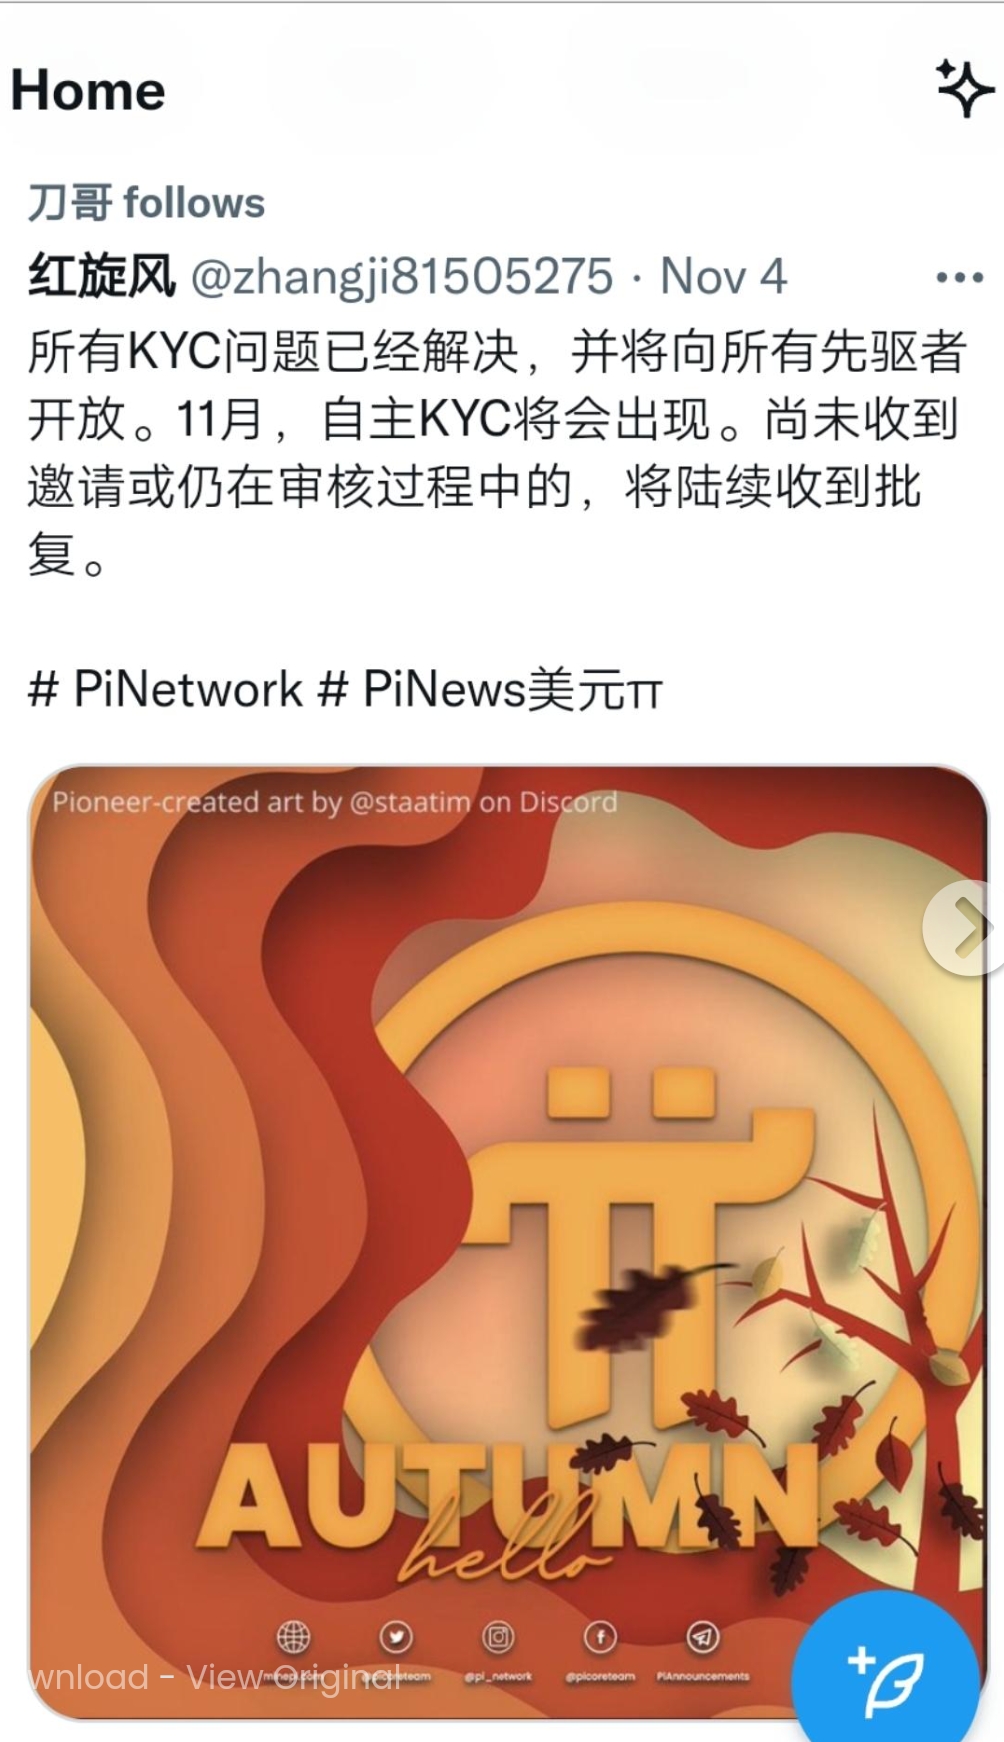 Home
刀哥 follows
红旋风 @zhangji81505275 · Nov 4
所有KYC问题已经解决，并将向所有先驱者
开放。11月，自主KYC将会出现。尚未收到
邀请或仍在审核过程中的，将陆续收到批
复。
# PiNetwork # PiNews美元π
Pioneer-created art by @staatim on Discord
AUTUMN
hello
@pi_network
@picoreteam
PiAnnouncements
wnload - View Original